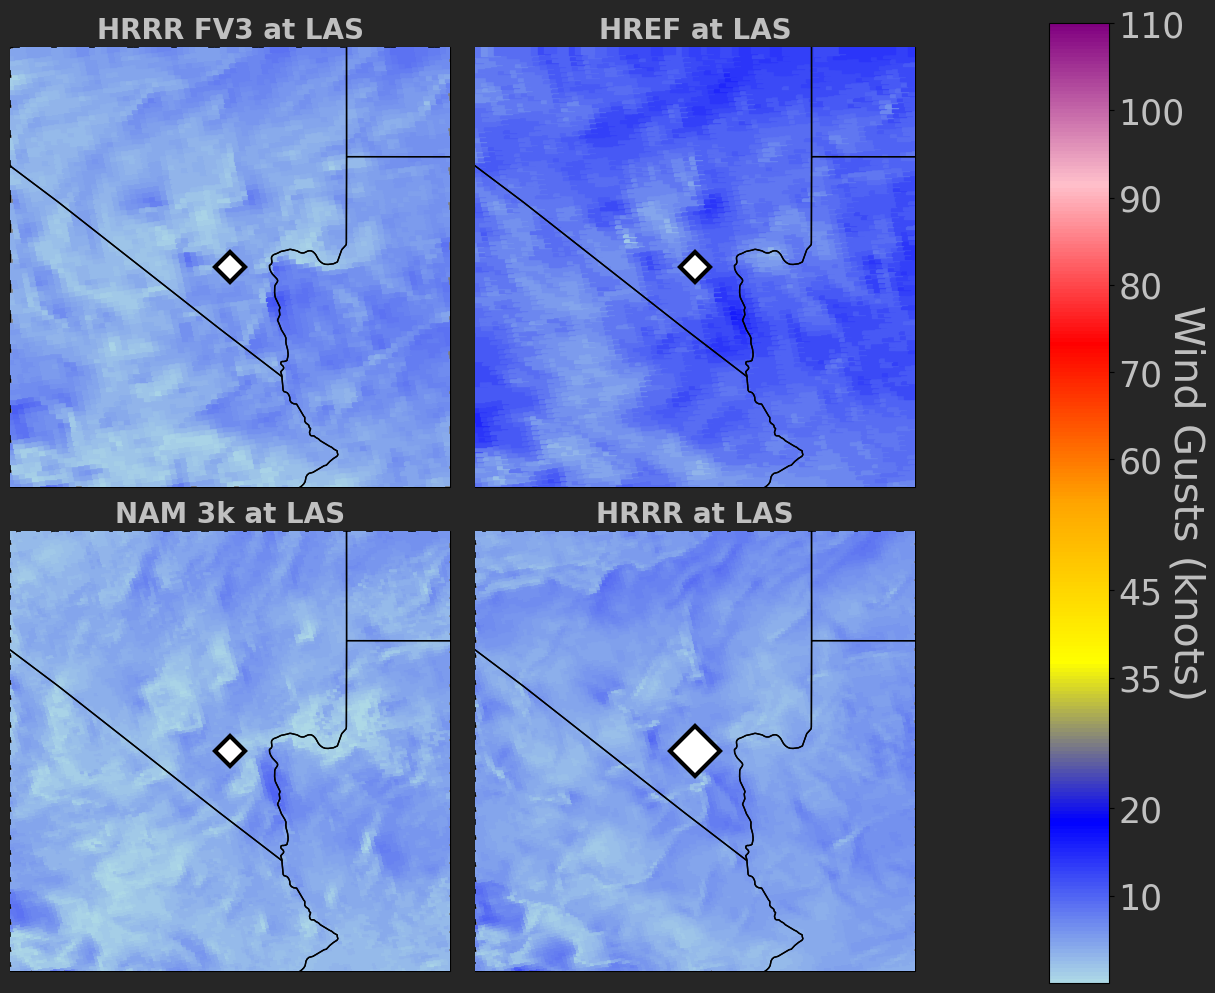 HRRR FV3 at LAS
HREF at LAS
NAM 3k at LAS
HRRR at LAS
110
100
90
80
70
60
45
35
20
10
Wind Gusts (knots)